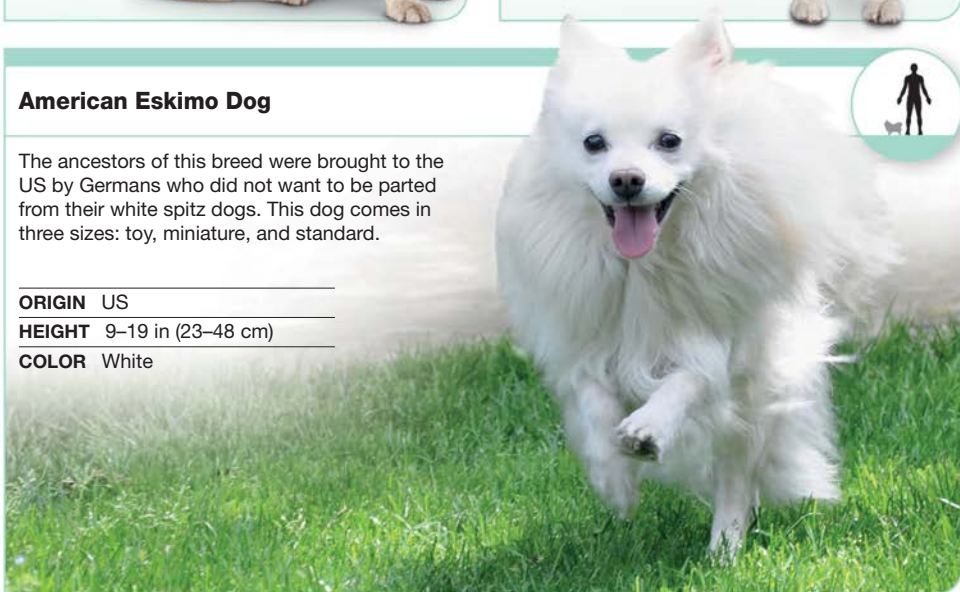 American Eskimo Dog
The ancestors of this breed were brought to the
US by Germans who did not want to be parted
from their white spitz dogs. This dog comes in
three sizes: toy, miniature, and standard.
ORIGIN US
HEIGHT 9–19 in (23–48 cm)
COLOR White